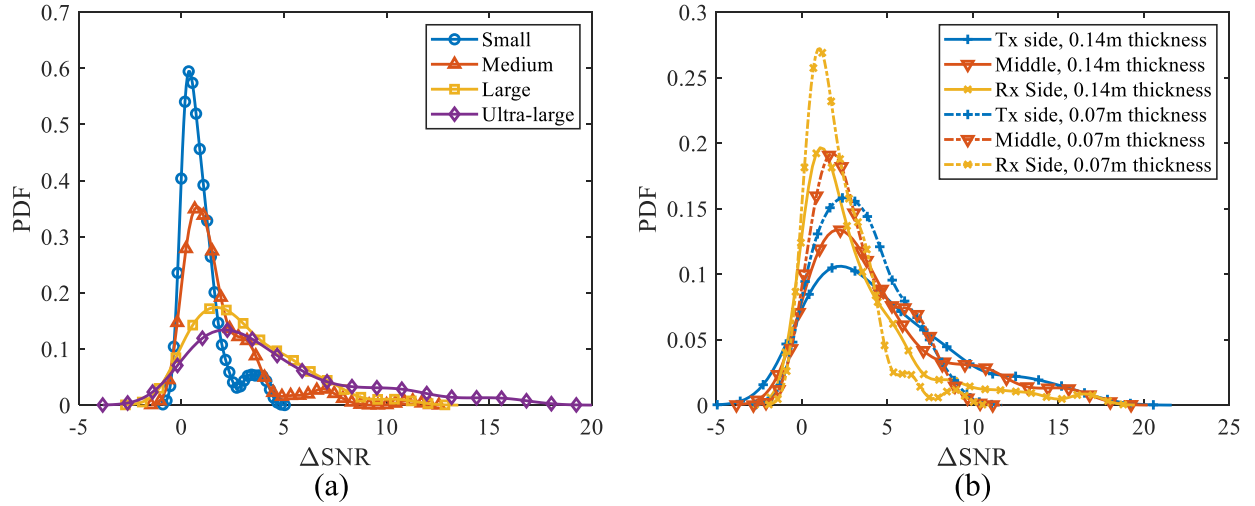 0.7
0.6
0.5
0.4
0.3
0.2
0.1
0
PDF
-5
0
5
10
15
20
ΔSNR
Small
Medium
Large
Ultra-large
(a)
0.3
0.25
0.2
0.15
0.1
0.05
0
PDF
-5
0
5
10
15
20
25
ΔSNR
Tx side, 0.14m thickness
Middle, 0.14m thickness
Rx Side, 0.14m thickness
Tx side, 0.07m thickness
Middle, 0.07m thickness
Rx Side, 0.07m thickness
(b)